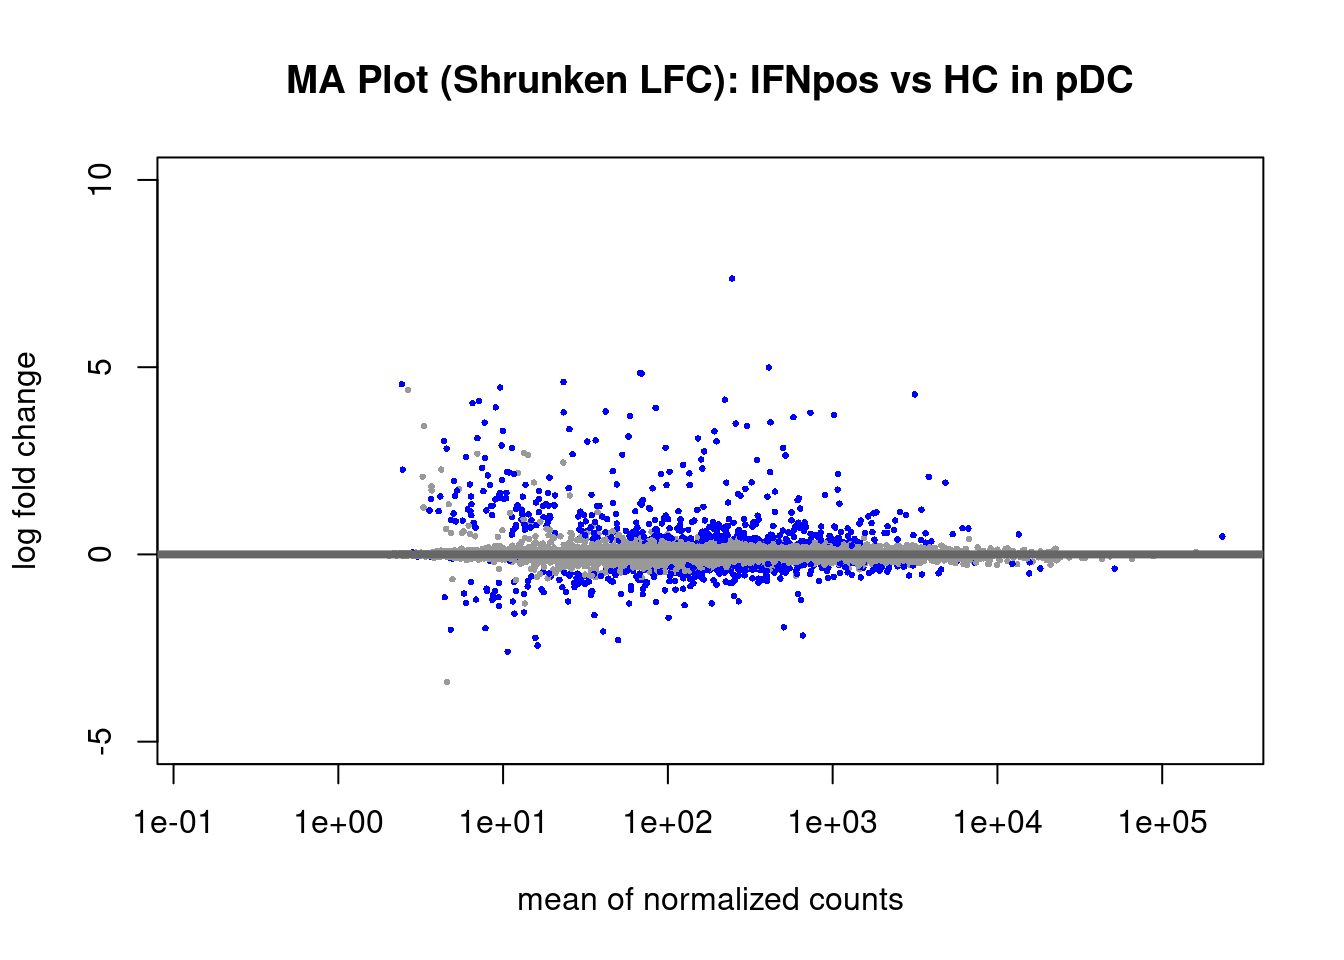 MA Plot (Shrunken LFC): IFNpos vs HC in pDC
log fold change
10
5
0
-5
1e-01 1e+00 1e+01 1e+02 1e+03 1e+04 1e+05
mean of normalized counts